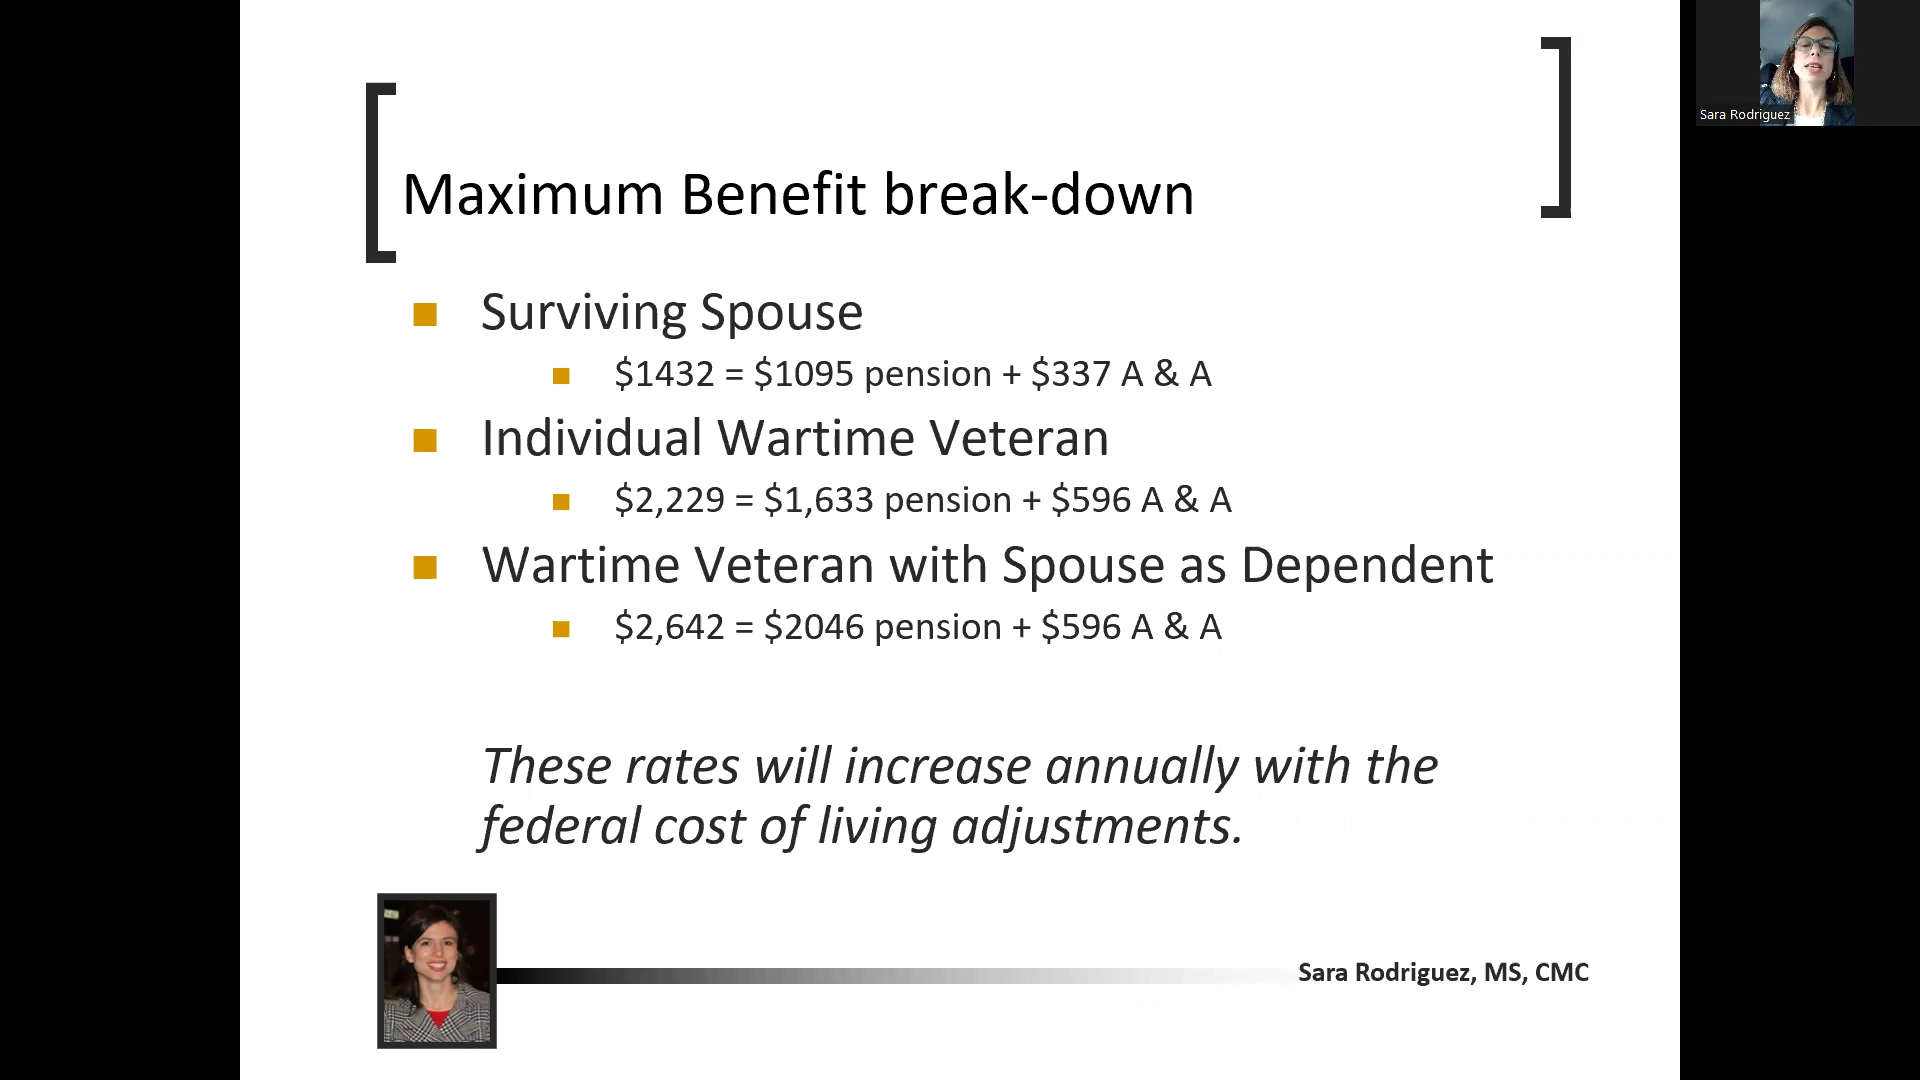 Sara Rodriguez
Maximum Benefit break-down
Surviving Spouse
$1432 = $1095 pension + $337 A & A
Individual Wartime Veteran
$2,229 = $1,633 pension + $596 A & A
Wartime Veteran with Spouse as Dependent
$2,642 = $2046 pension + $596 A & A
These rates will increase annually with the
federal cost of living adjustments.
Sara Rodriguez, MS, CMC